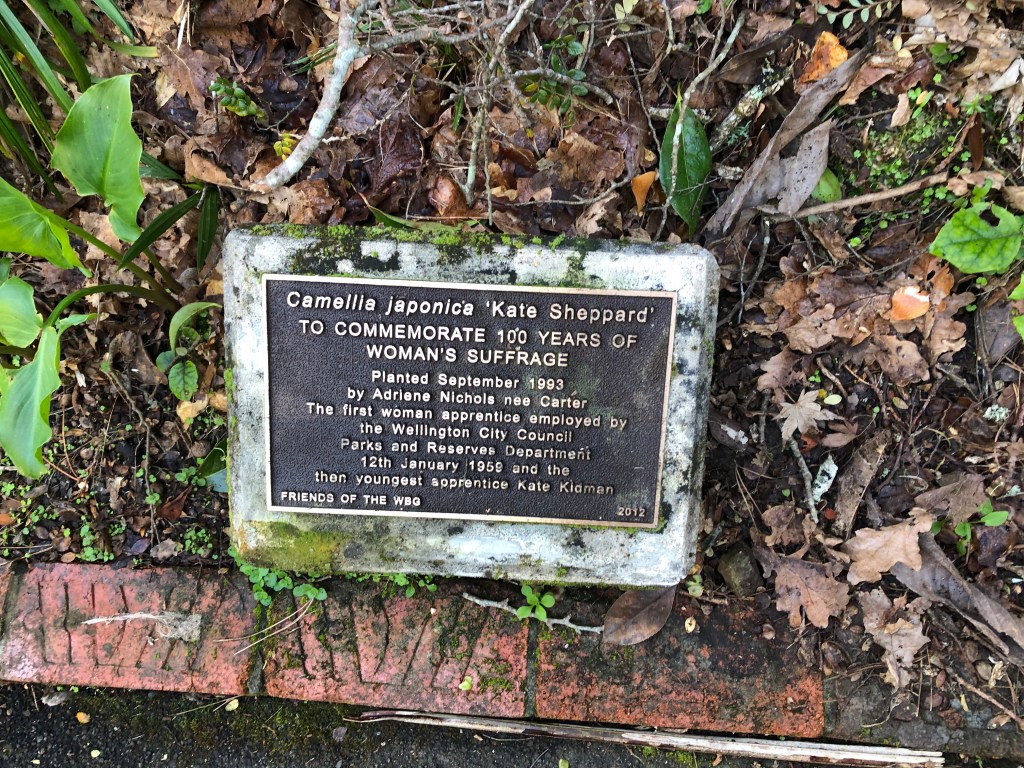 Camellia japonica 'Kate Sheppard'
TO COMMEMORATE 100 YEARS OF
WOMAN'S SUFFRAGE
Planted September 1993
by Adriene Nichols nee Carter
The first woman apprentice employed by
the Wellington City Council
Parks and Reserves Department
12th January 1959 and the
then youngest apprentice Kate Kidman
FRIENDS OF THE WBG
2012